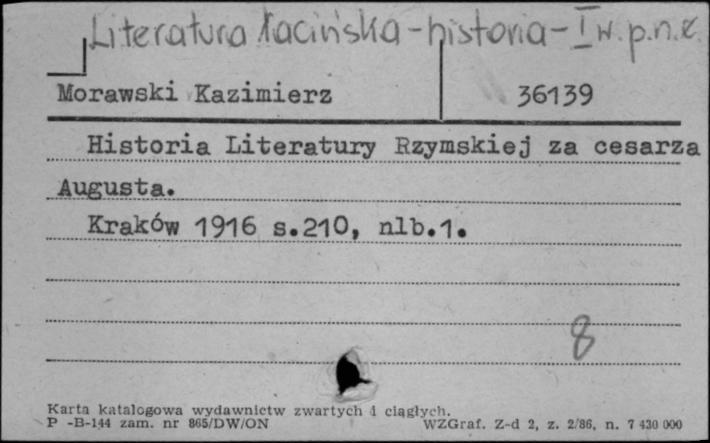 Literatura łacińska - historia - I w. p.n.e.
Morawski Kazimierz 36139
Historia Literatury Rzymskiej za cesarza
Augusta.
Kraków 1916 s.210, nlb.1.
8
Karta katalogowa wydawnictw zwartych i ciągłych.
P -B-144 zam. nr 865/DW/ON WZGraf. Z-d 2, z. 2/86, n. 7 430 000